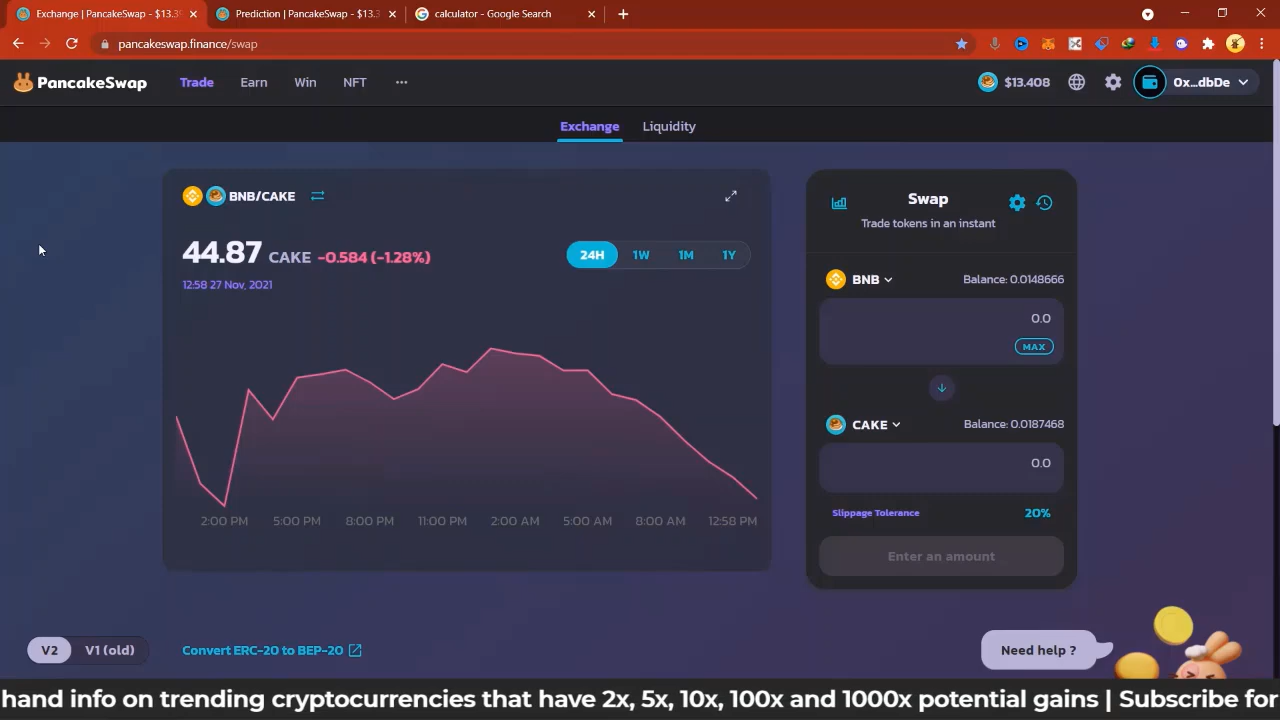 Exchange | PancakeSwap - $13.3
Prediction | PancakeSwap - $13.3
calculator - Google Search
pancakeswap.finance/swap
PancakeSwap
Trade
Earn
Win
NFT
$13.408
0x...dbDe
Exchange
Liquidity
BNB/CAKE
44.87 CAKE -0.584 (-1.28%)
24H
1W
1M
1Y
12:58 27 Nov, 2021
2:00 PM
5:00 PM
8:00 PM
11:00 PM
2:00 AM
5:00 AM
8:00 AM
12:58 PM
Swap
Trade tokens in an instant
BNB
Balance: 0.0148666
0.0
MAX
CAKE
Balance: 0.0187468
0.0
Slippage Tolerance
20%
Enter an amount
V2
V1 (old)
Convert ERC-20 to BEP-20
Need help ?
hand info on trending cryptocurrencies that have 2x, 5x, 10x, 100x and 1000x potential gains | Subscribe for